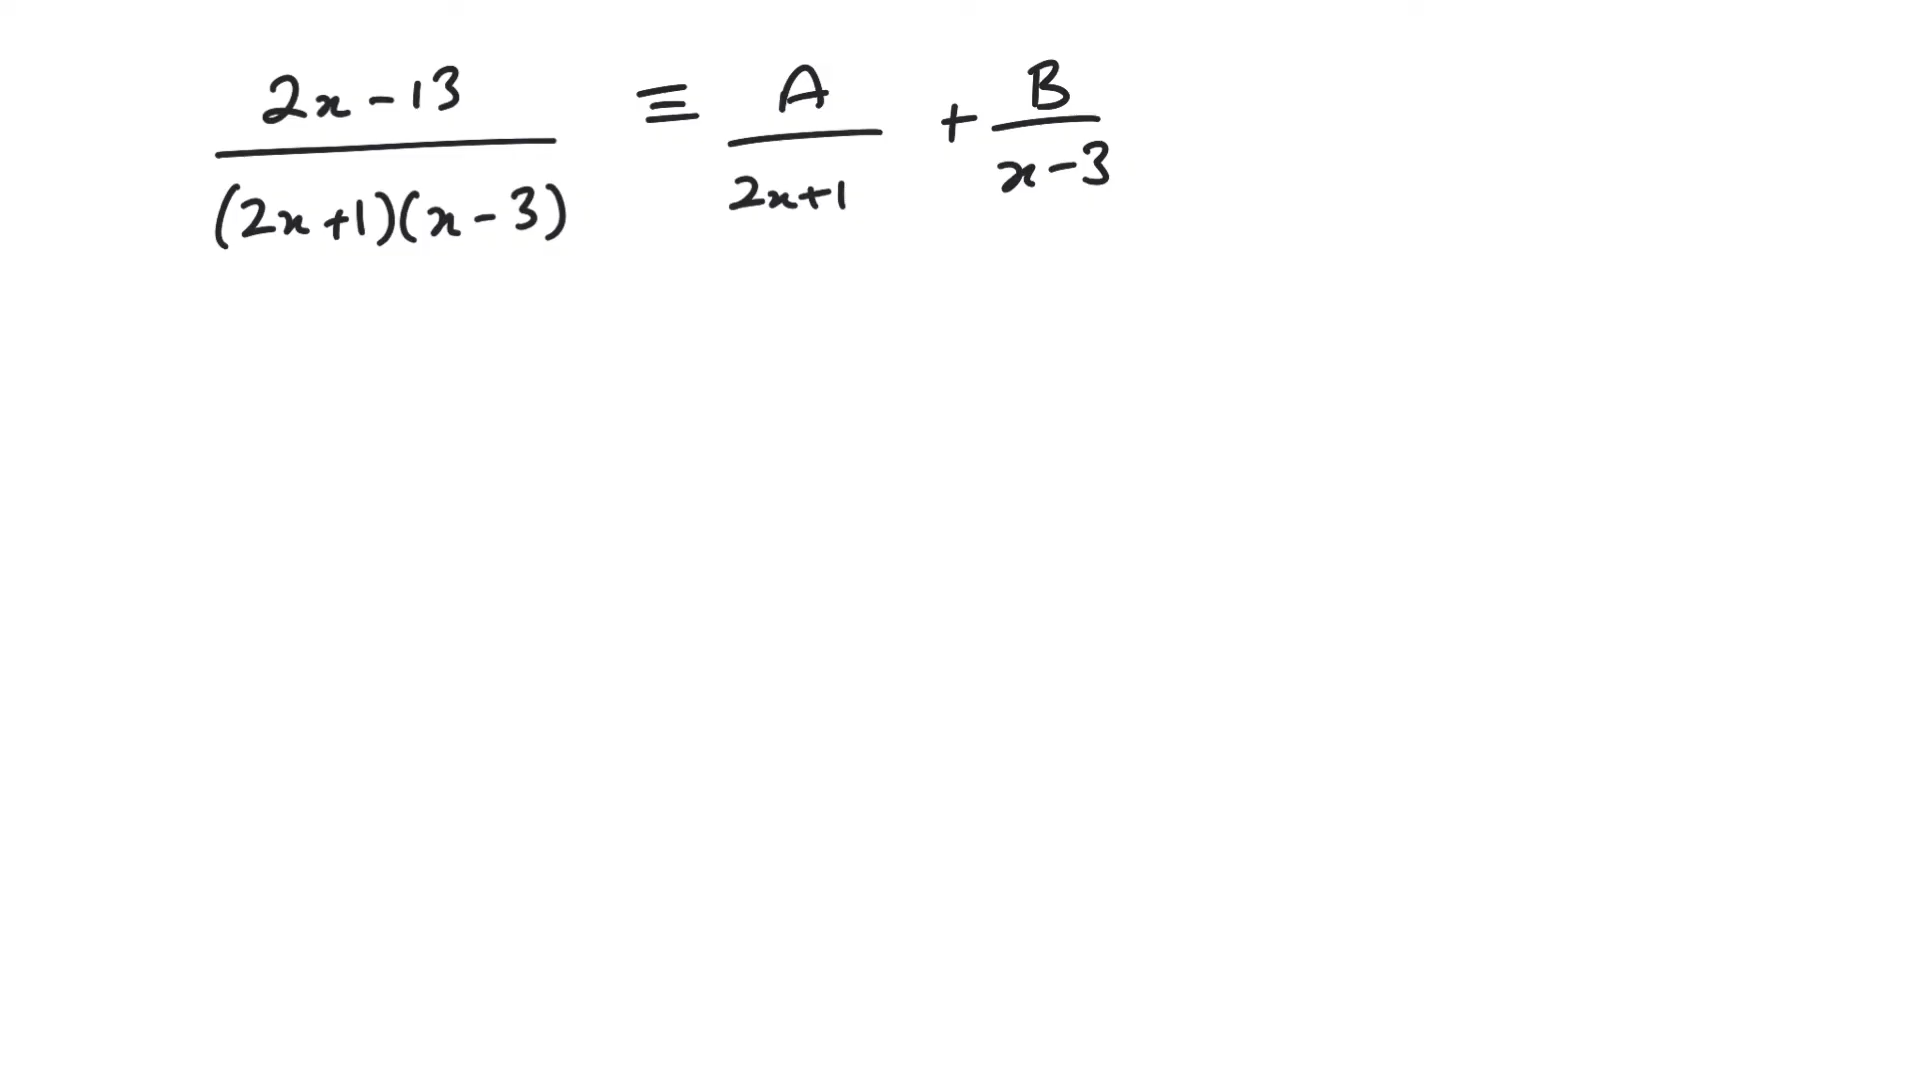 2x - 13 ≡ A + B
(2x+1)(x - 3) 2x+1 x-3